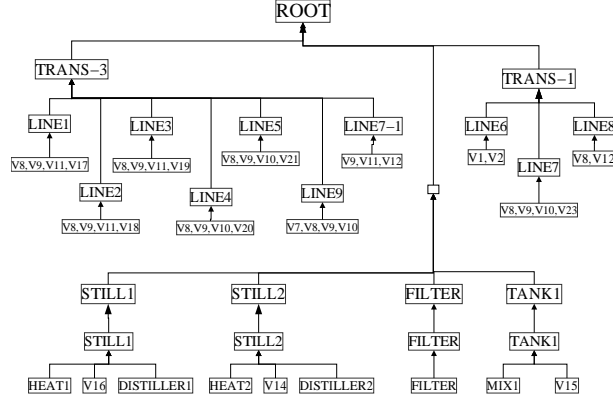 ROOT
TRANS-3
TRANS-1
LINE1
LINE3
LINE5
LINE7-1
LINE6
LINE8
V8,V9,V11,V17
V8,V9,V11,V19
V8,V9,V10,V21
V9,V11,V12
V1,V2
V8,V12
LINE2
LINE4
LINE9
LINE7
V8,V9,V11,V18
V8,V9,V10,V20
V7,V8,V9,V10
V8,V9,V10,V23
STILL1
STILL2
FILTER
TANK1
STILL1
STILL2
FILTER
TANK1
HEAT1
V16
DISTILLER1
HEAT2
V14
DISTILLER2
FILTER
MIX1
V15